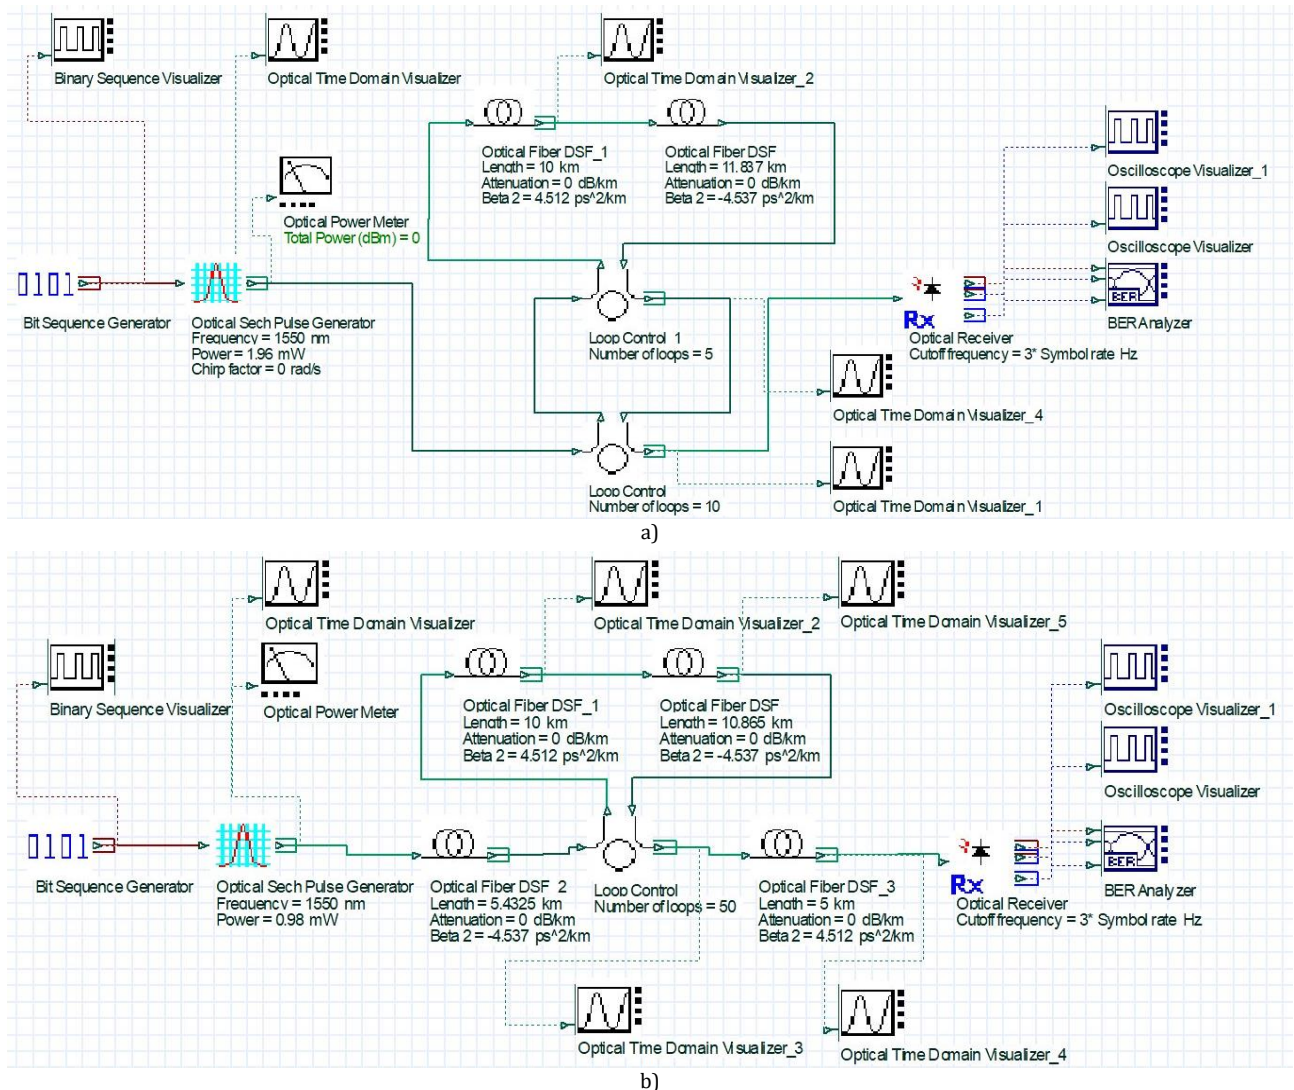 Binary Sequence Visualizer
Optical Time Domain Visualizer
Optical Time Domain Visualizer_2
Optical Fiber DSF_1
Length = 10 km
Attenuation = 0 dB/km
Beta 2 = 4.512 ps^2/km
Optical Fiber DSF
Length = 11.837 km
Attenuation = 0 dB/km
Beta 2 = -4.537 ps^2/km
Oscilloscope Visualizer_1
Optical Power Meter
Total Power (dBm) = 0
Oscilloscope Visualizer
0101
Bit Sequence Generator
Optical Sech Pulse Generator
Frequency = 1550 nm
Power = 1.96 mW
Chirp factor = 0 rad/s
Loop Control 1
Number of loops = 5
Rx
Optical Receiver
Cutoff frequency = 3* Symbol rate Hz
BER
BER Analyzer
Optical Time Domain Visualizer_4
Loop Control
Number of loops = 10
Optical Time Domain Visualizer_1
a)
Optical Time Domain Visualizer
Optical Time Domain Visualizer_2
Optical Time Domain Visualizer_5
Binary Sequence Visualizer
Optical Power Meter
Optical Fiber DSF_1
Length = 10 km
Attenuation = 0 dB/km
Beta 2 = 4.512 ps^2/km
Optical Fiber DSF
Length = 10.865 km
Attenuation = 0 dB/km
Beta 2 = -4.537 ps^2/km
Oscilloscope Visualizer_1
Oscilloscope Visualizer
0101
Bit Sequence Generator
Optical Sech Pulse Generator
Frequency = 1550 nm
Power = 0.98 mW
Optical Fiber DSF_2
Length = 5.4325 km
Attenuation = 0 dB/km
Beta 2 = -4.537 ps^2/km
Loop Control
Number of loops = 50
Optical Fiber DSF_3
Length = 5 km
Attenuation = 0 dB/km
Beta 2 = 4.512 ps^2/km
Rx
Optical Receiver
Cutoff frequency = 3* Symbol rate Hz
BER
BER Analyzer
Optical Time Domain Visualizer_3
Optical Time Domain Visualizer_4
b)